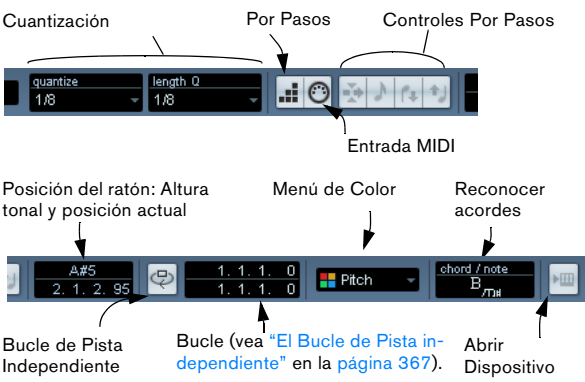 Cuantización
Por Pasos
Controles Por Pasos
quantize
length Q
1/8
1/8
Entrada MIDI
Posición del ratón: Altura
tonal y posición actual
Menú de Color
Reconocer
acordes
A#5
2. 1. 2. 95
1. 1. 1. 0
1. 1. 1. 0
Pitch
chord / note
B
Bucle de Pista
Independiente
Bucle (vea “El Bucle de Pista in-
dependiente” en la página 367).
Abrir
Dispositivo